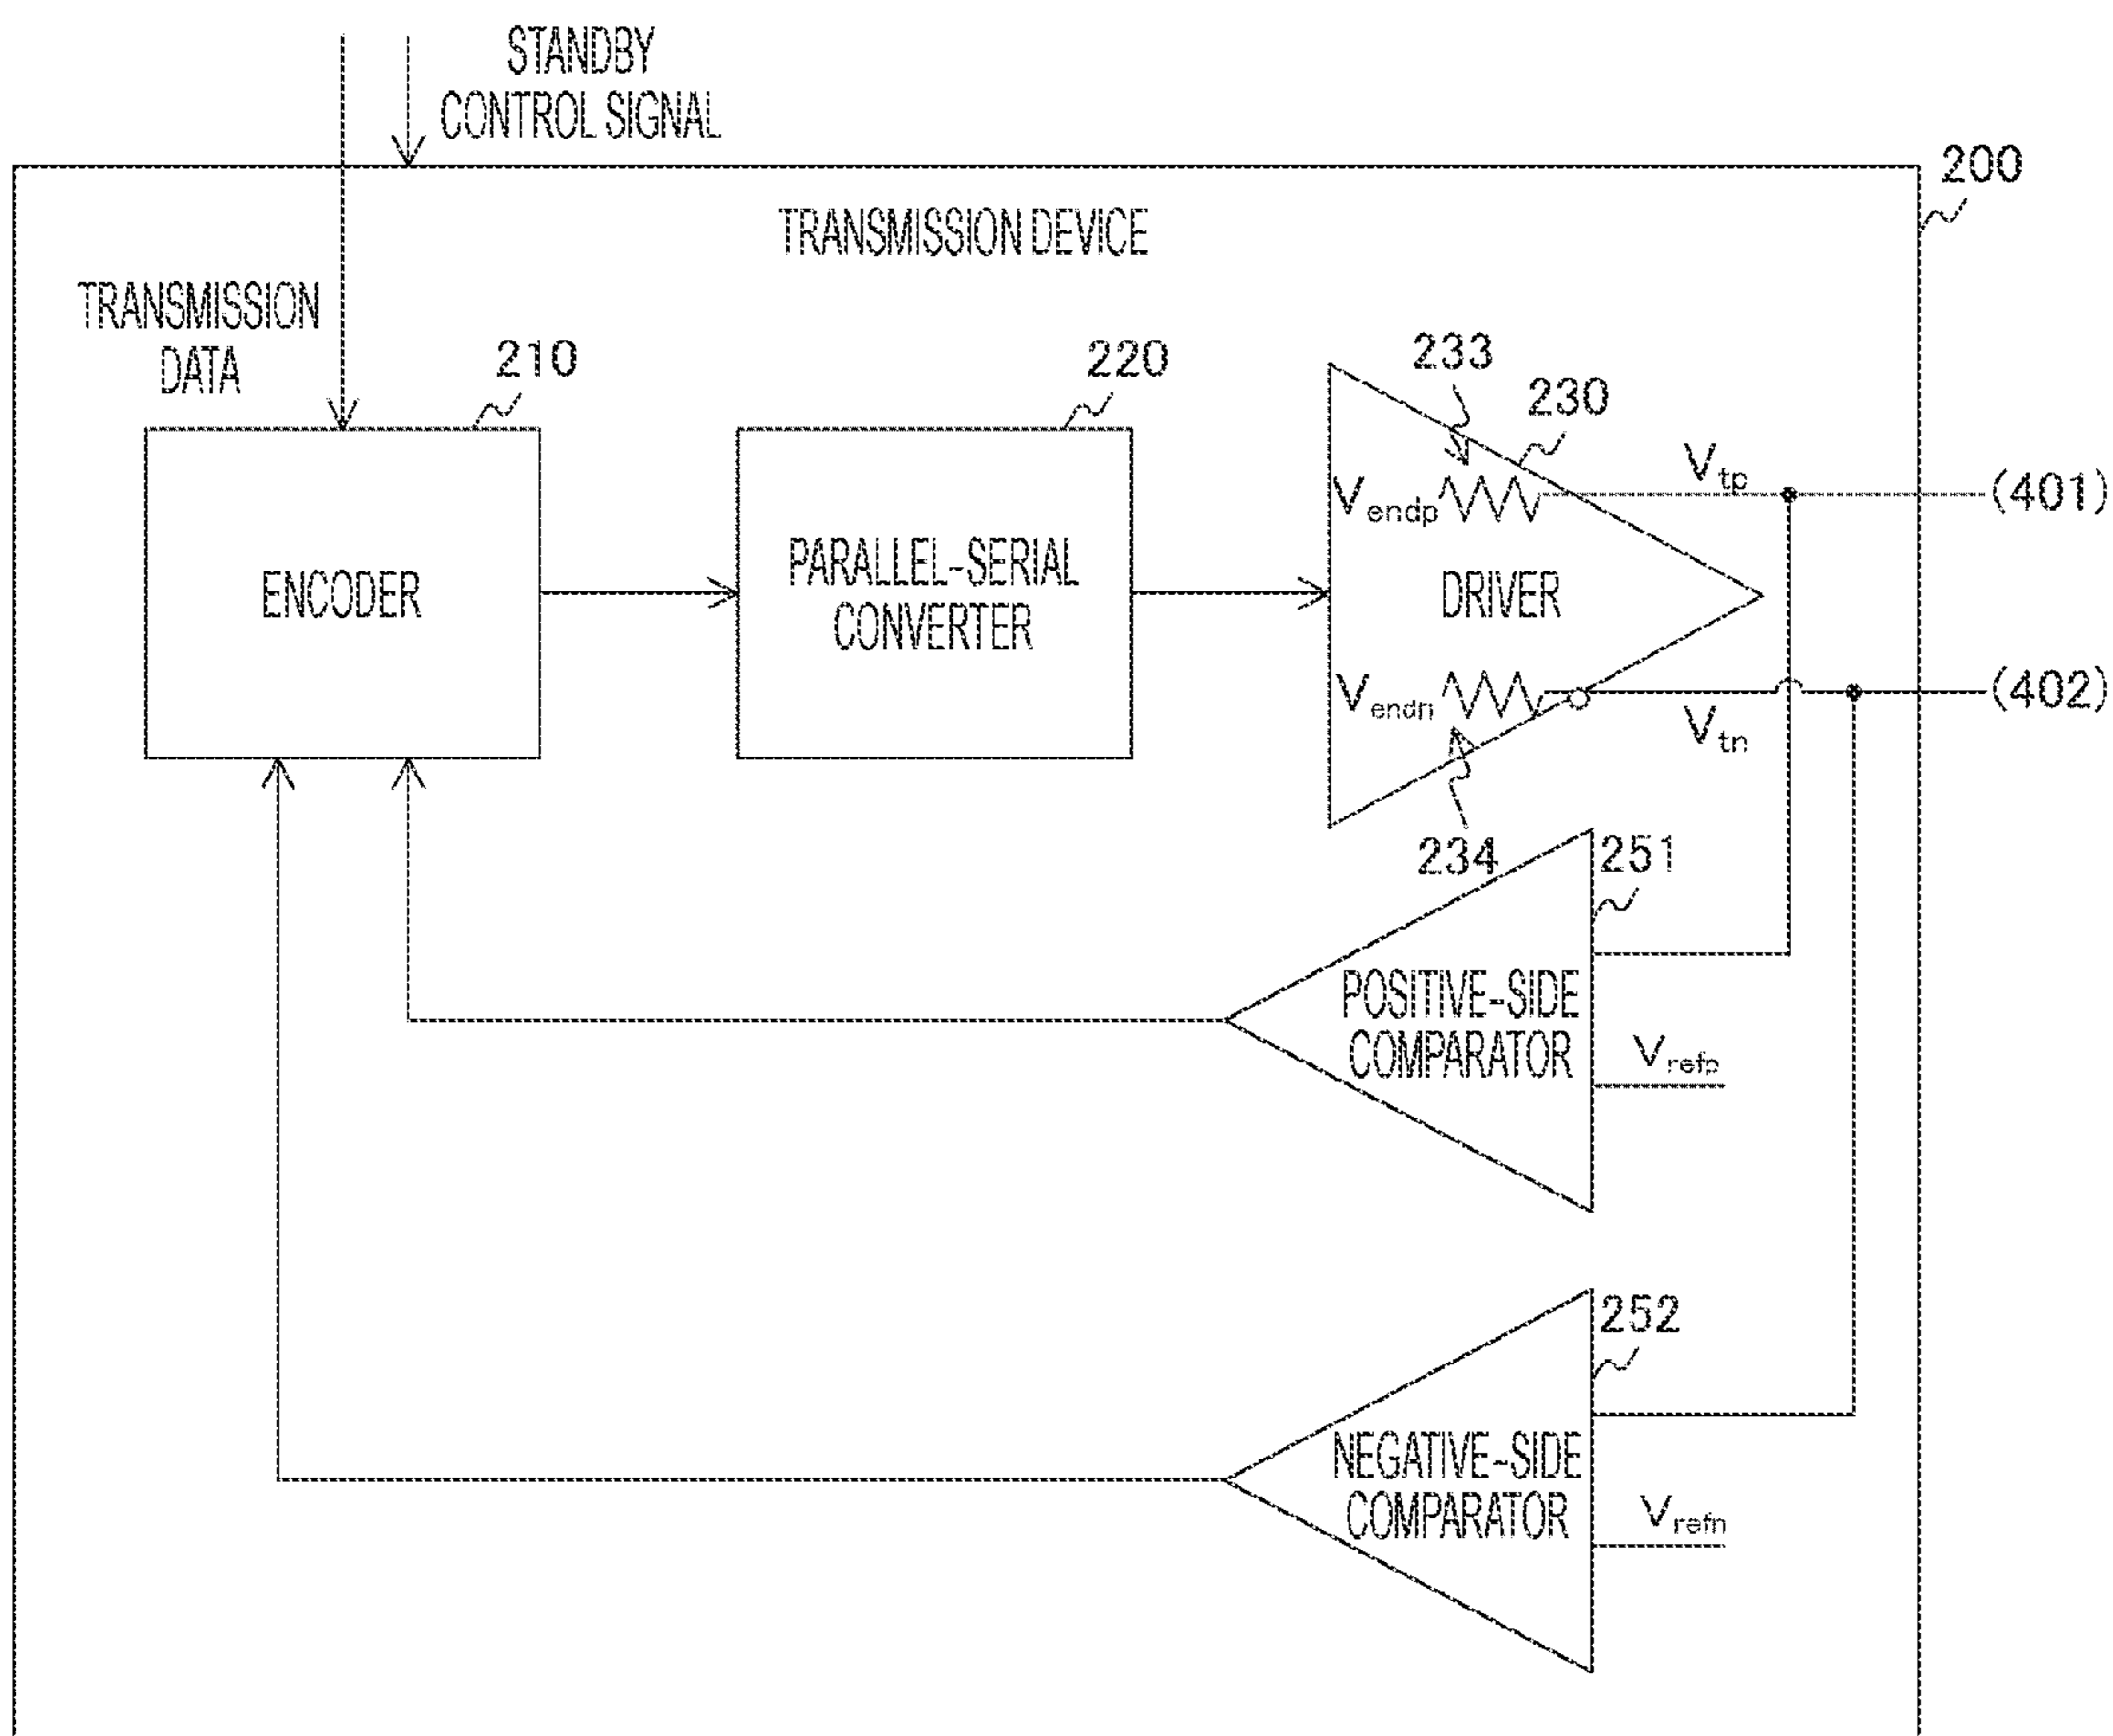 STANDBY
CONTROL SIGNAL
200
TRANSMISSION DEVICE
TRANSMISSION
DATA
210
220
233
230
Vtp
(401)
Vendp
ENCODER
PARALLEL-SERIAL
CONVERTER
DRIVER
Vendn
(402)
Vtn
234
251
POSITIVE-SIDE
COMPARATOR
Vrefp
252
NEGATIVE-SIDE
COMPARATOR
Vrefn